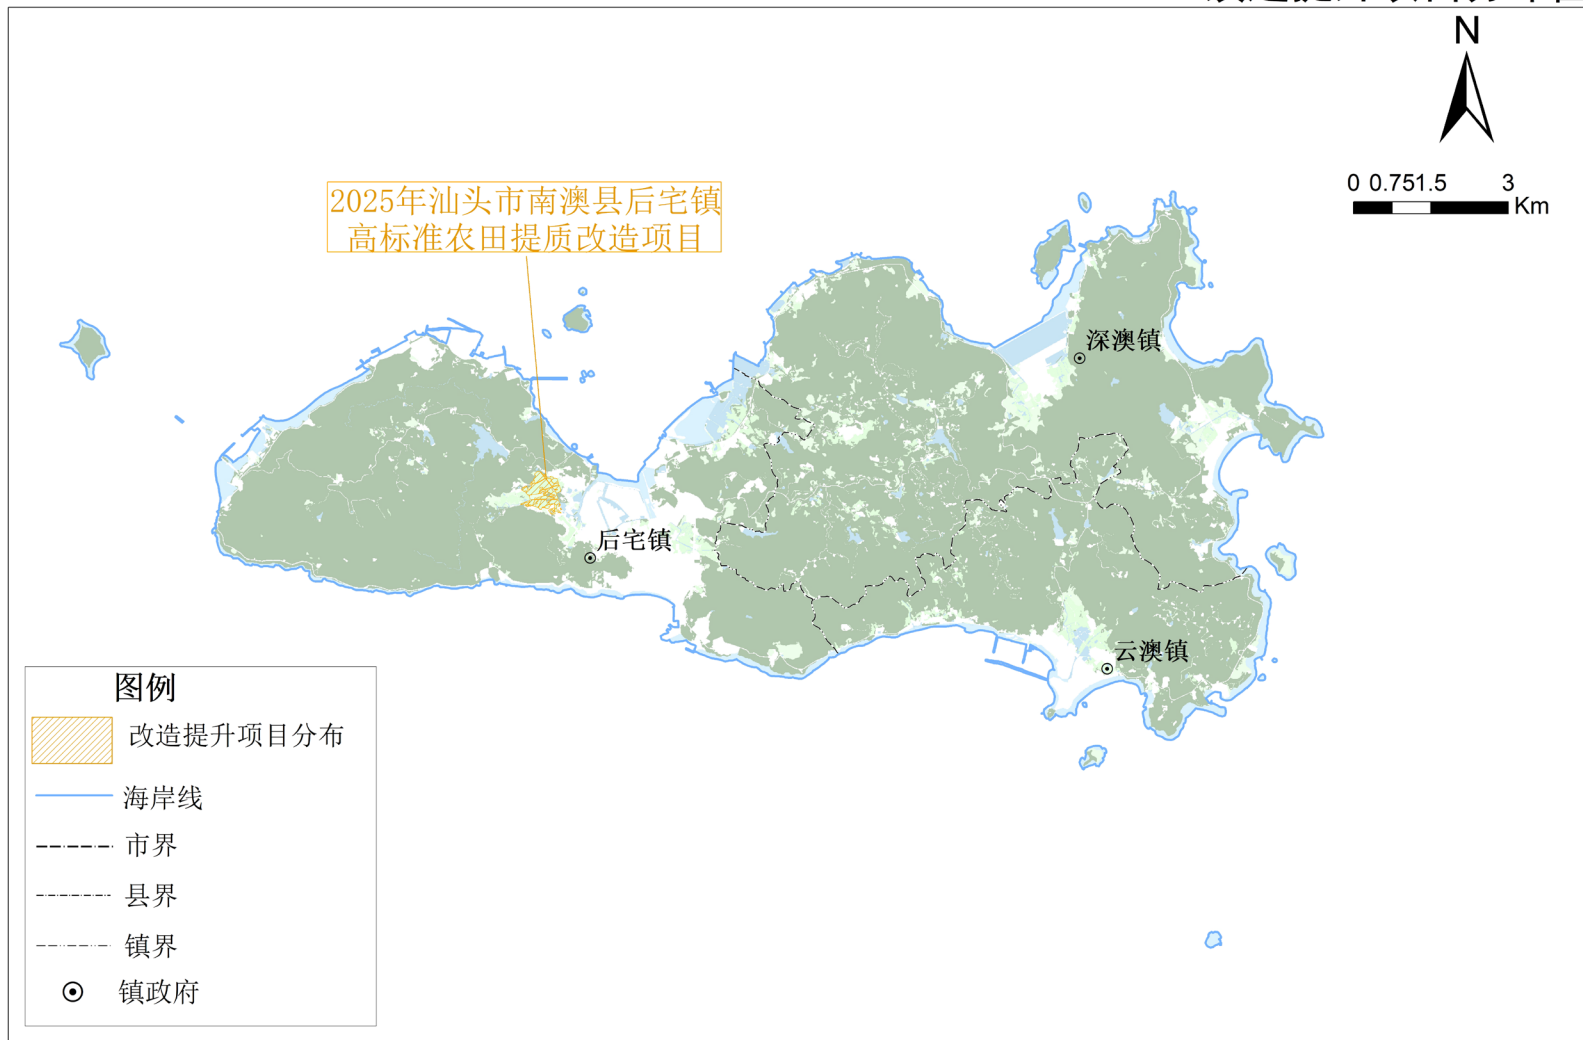 N
0 0.75 1.5 3
Km
2025年汕头市南澳县后宅镇
高标准农田提质改造项目
深澳镇
后宅镇
云澳镇
图例
改造提升项目分布
海岸线
市界
县界
镇界
镇政府